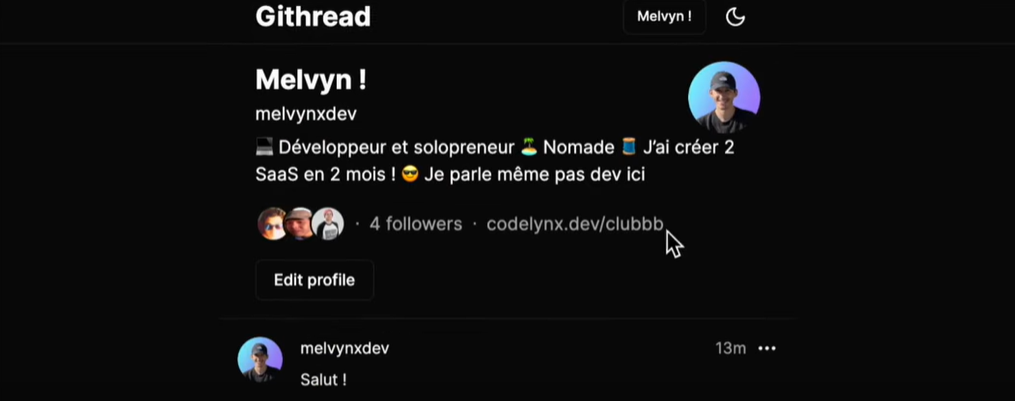 Githread
Melvyn !
Melvyn !
melvynxdev
💻 Développeur et solopreneur 🏝️ Nomade 🧵 J’ai créer 2
SaaS en 2 mois ! 😎 Je parle même pas dev ici
· 4 followers · codelynx.dev/clubbb
Edit profile
melvynxdev
13m
Salut !